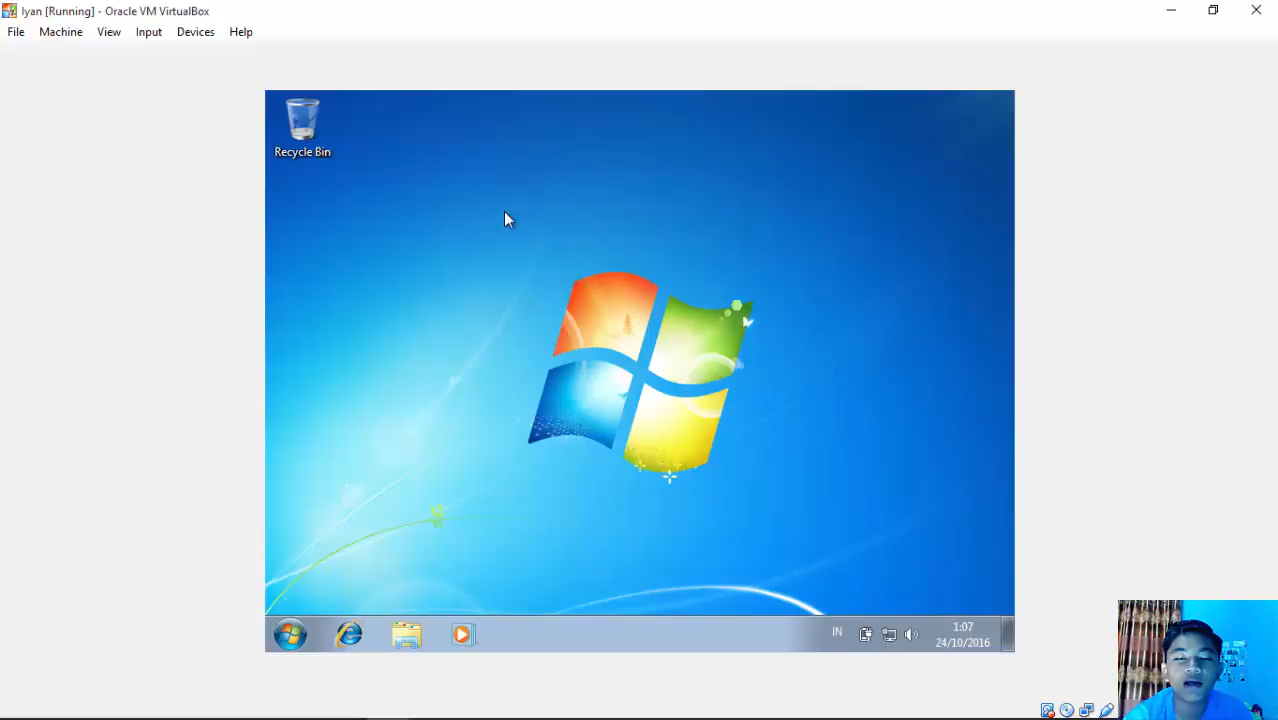 Iyan [Running] - Oracle VM VirtualBox
File Machine View Input Devices Help
Recycle Bin
IN
1:07
24/10/2016